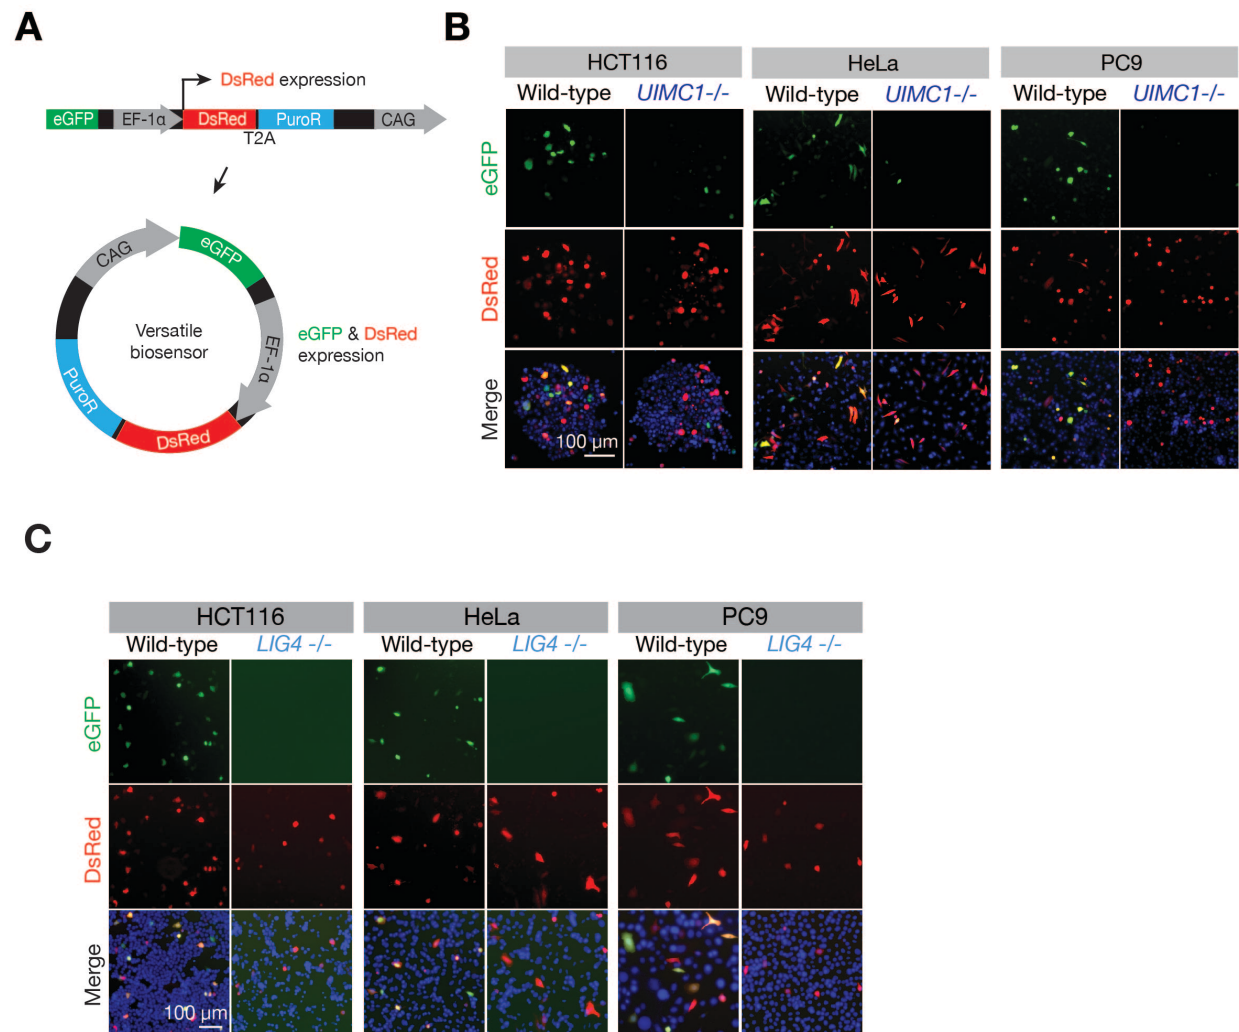 A
DsRed expression
eGFP EF-1α DsRed PuroR CAG
T2A
CAG
eGFP
EF-1α
DsRed
PuroR
Versatile
biosensor
eGFP & DsRed
expression
B
HCT116 HeLa PC9
Wild-type UIMC1-/- Wild-type UIMC1-/- Wild-type UIMC1-/-
eGFP
DsRed
Merge
100 µm
C
HCT116 HeLa PC9
Wild-type LIG4 -/- Wild-type LIG4 -/- Wild-type LIG4 -/-
eGFP
DsRed
Merge
100 µm